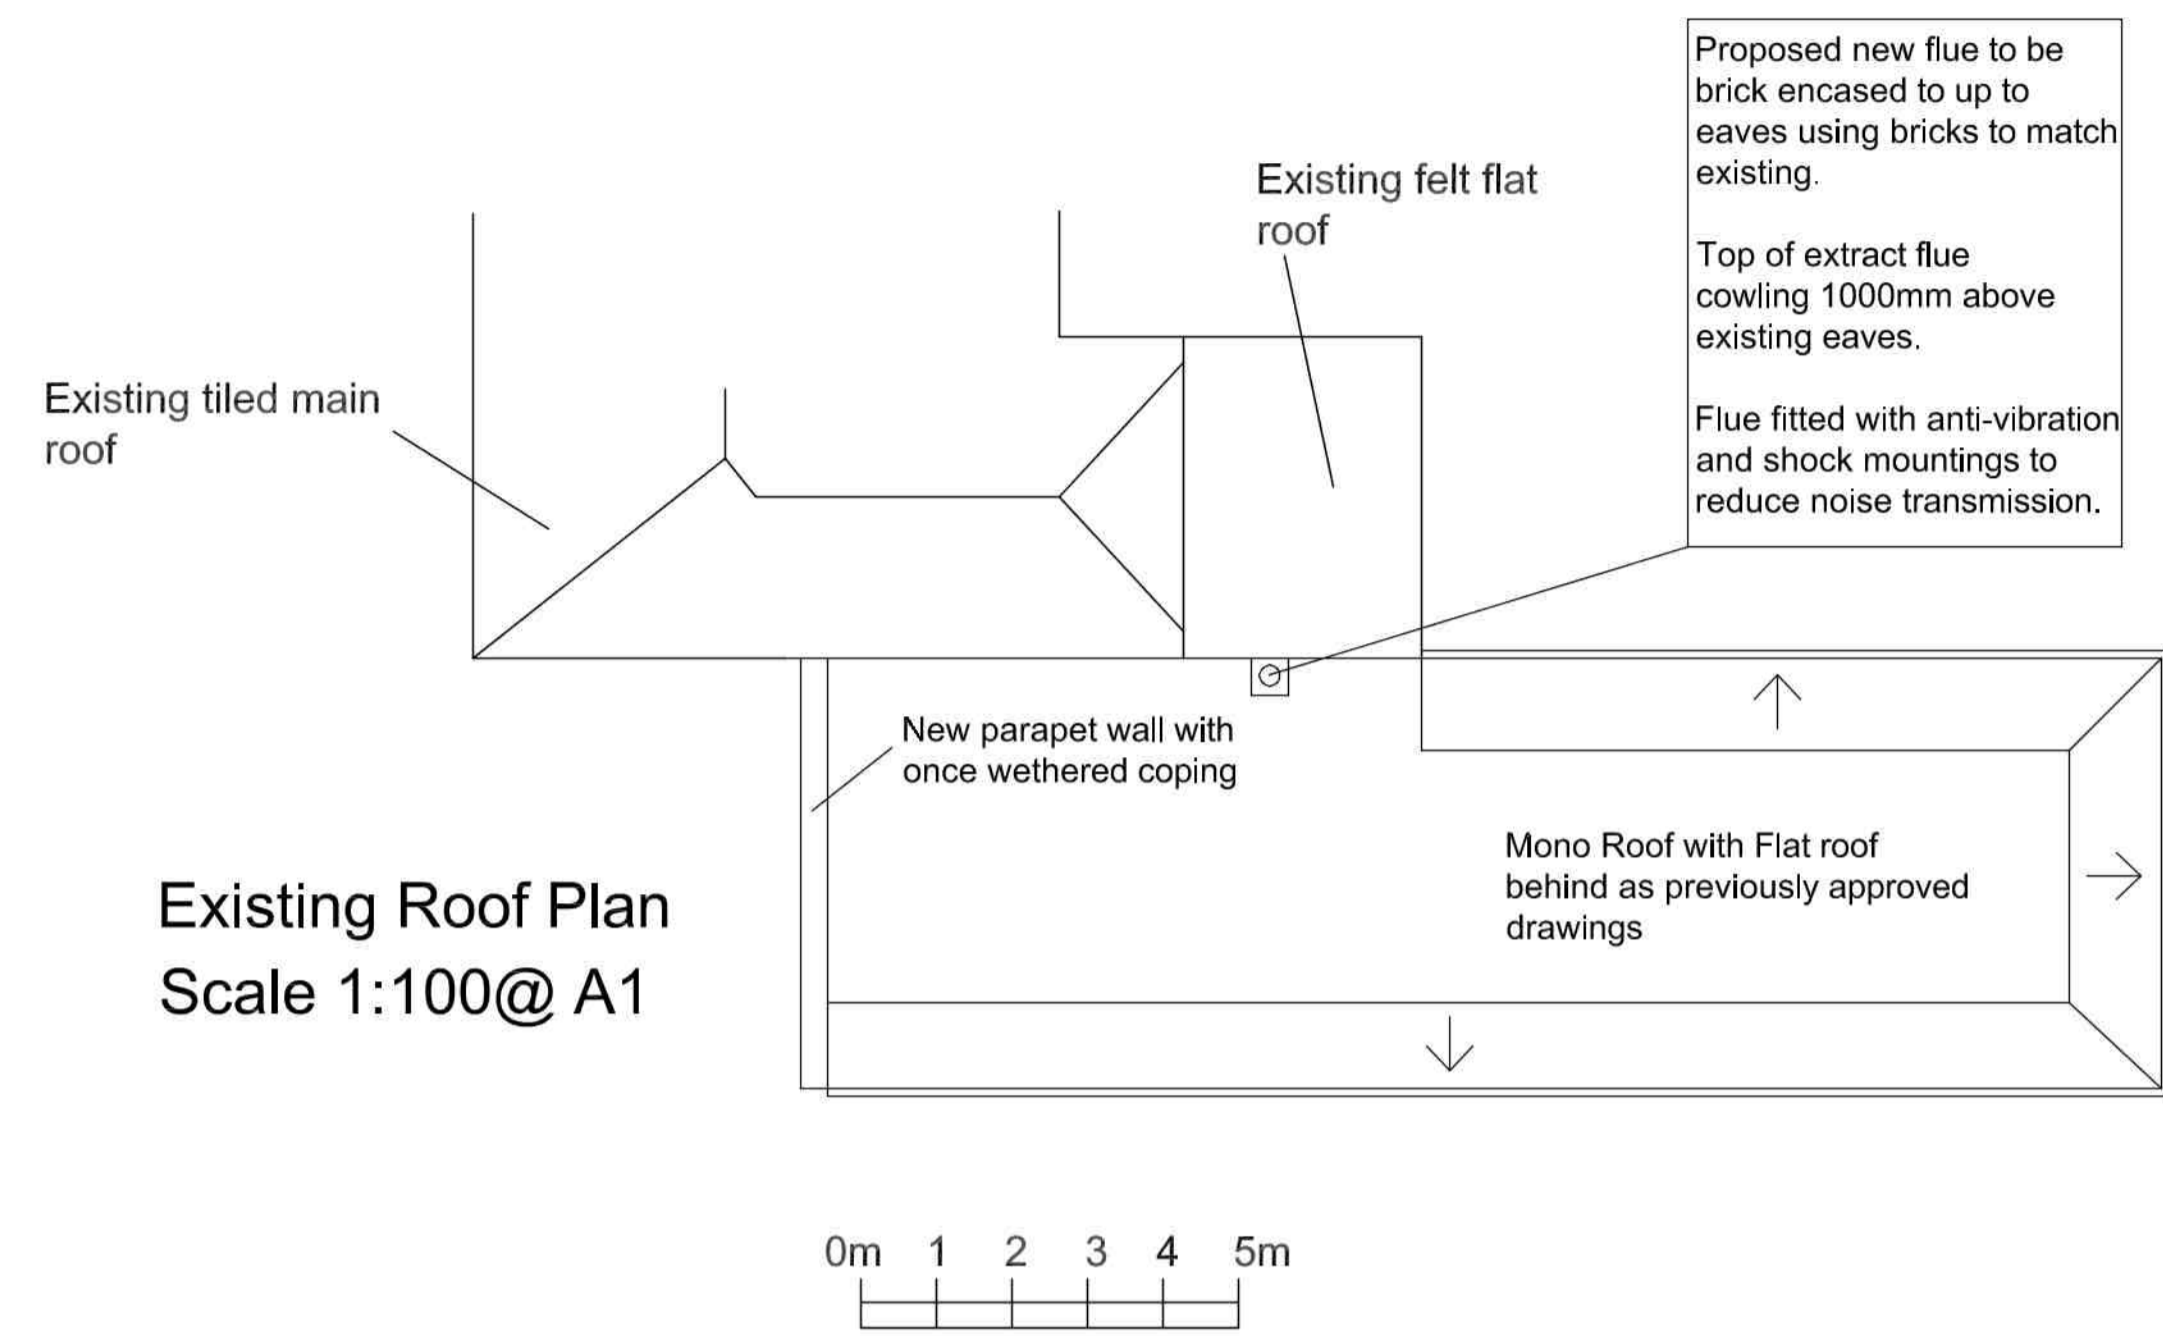 Proposed new flue to be
brick encased to up to
eaves using bricks to match
existing.
Top of extract flue
cowling 1000mm above
existing eaves.
Flue fitted with anti-vibration
and shock mountings to
reduce noise transmission.
Existing felt flat
roof
Existing tiled main
roof
New parapet wall with
once wethered coping
Mono Roof with Flat roof
behind as previously approved
drawings
Existing Roof Plan
Scale 1:100@ A1
0m 1 2 3 4 5m